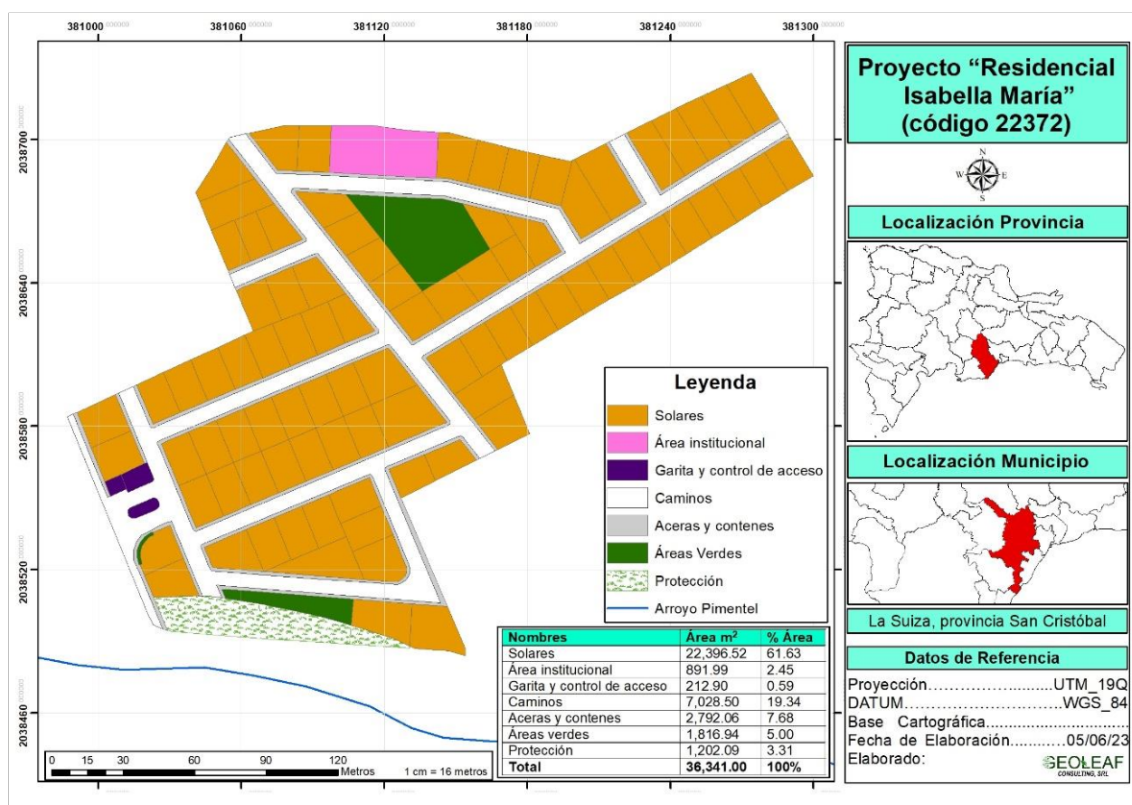 381000.000000 381060.000000 381120.000000 381180.000000 381240.000000 381300.000000
2038700
2038640
2038580
2038520
2038460
Leyenda
Solares
Área institucional
Garita y control de acceso
Caminos
Aceras y contenes
Áreas Verdes
Protección
Arroyo Pimentel
Nombres Área m² % Área
Solares 22,396.52 61.63
Área institucional 891.99 2.45
Garita y control de acceso 212.90 0.59
Caminos 7,028.50 19.34
Aceras y contenes 2,792.06 7.68
Áreas verdes 1,816.94 5.00
Protección 1,202.09 3.31
Total 36,341.00 100%
0 15 30 60 90 120
Metros 1 cm = 16 metros
Proyecto “Residencial
Isabella María”
(código 22372)
N
W E
S
Localización Provincia
Localización Municipio
La Suiza, provincia San Cristóbal
Datos de Referencia
Proyección.........................UTM_19Q
DATUM..............................WGS_84
Base Cartográfica............................
Fecha de Elaboración............05/06/23
Elaborado:
GEOLEAF
CONSULTING, SRL